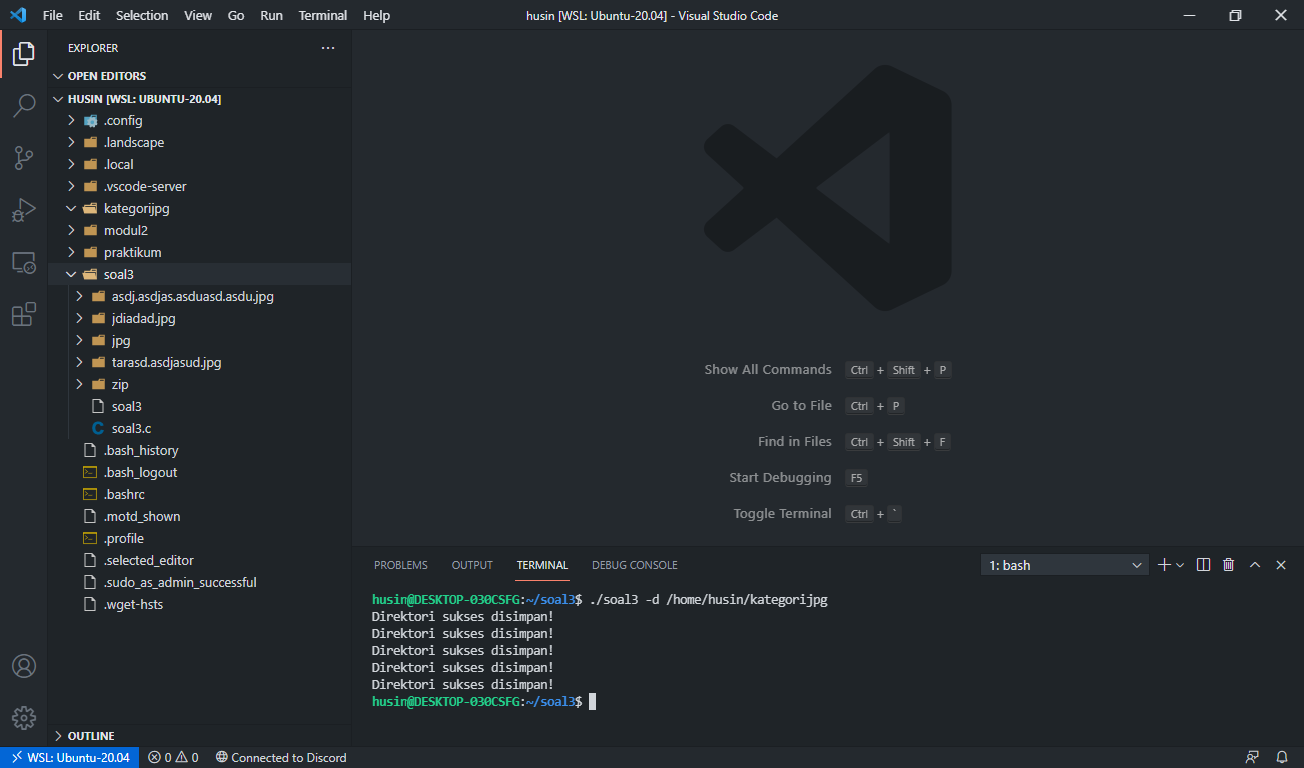 File Edit Selection View Go Run Terminal Help
husin [WSL: Ubuntu-20.04] - Visual Studio Code
EXPLORER
OPEN EDITORS
HUSIN [WSL: UBUNTU-20.04]
.config
.landscape
.local
.vscode-server
kategorijpg
modul2
praktikum
soal3
asdj.asdjas.asduasd.asdu.jpg
jdiadad.jpg
jpg
tarasd.asdjasud.jpg
zip
soal3
C soal3.c
.bash_history
.bash_logout
.bashrc
.motd_shown
.profile
.selected_editor
.sudo_as_admin_successful
.wget-hsts
OUTLINE
Show All Commands Ctrl + Shift + P
Go to File Ctrl + P
Find in Files Ctrl + Shift + F
Start Debugging F5
Toggle Terminal Ctrl + `
PROBLEMS OUTPUT TERMINAL DEBUG CONSOLE 1: bash
husin@DESKTOP-030CSFG:~/soal3$ ./soal3 -d /home/husin/kategorijpg
Direktori sukses disimpan!
Direktori sukses disimpan!
Direktori sukses disimpan!
Direktori sukses disimpan!
Direktori sukses disimpan!
husin@DESKTOP-030CSFG:~/soal3$
WSL: Ubuntu-20.04 0 0 Connected to Discord